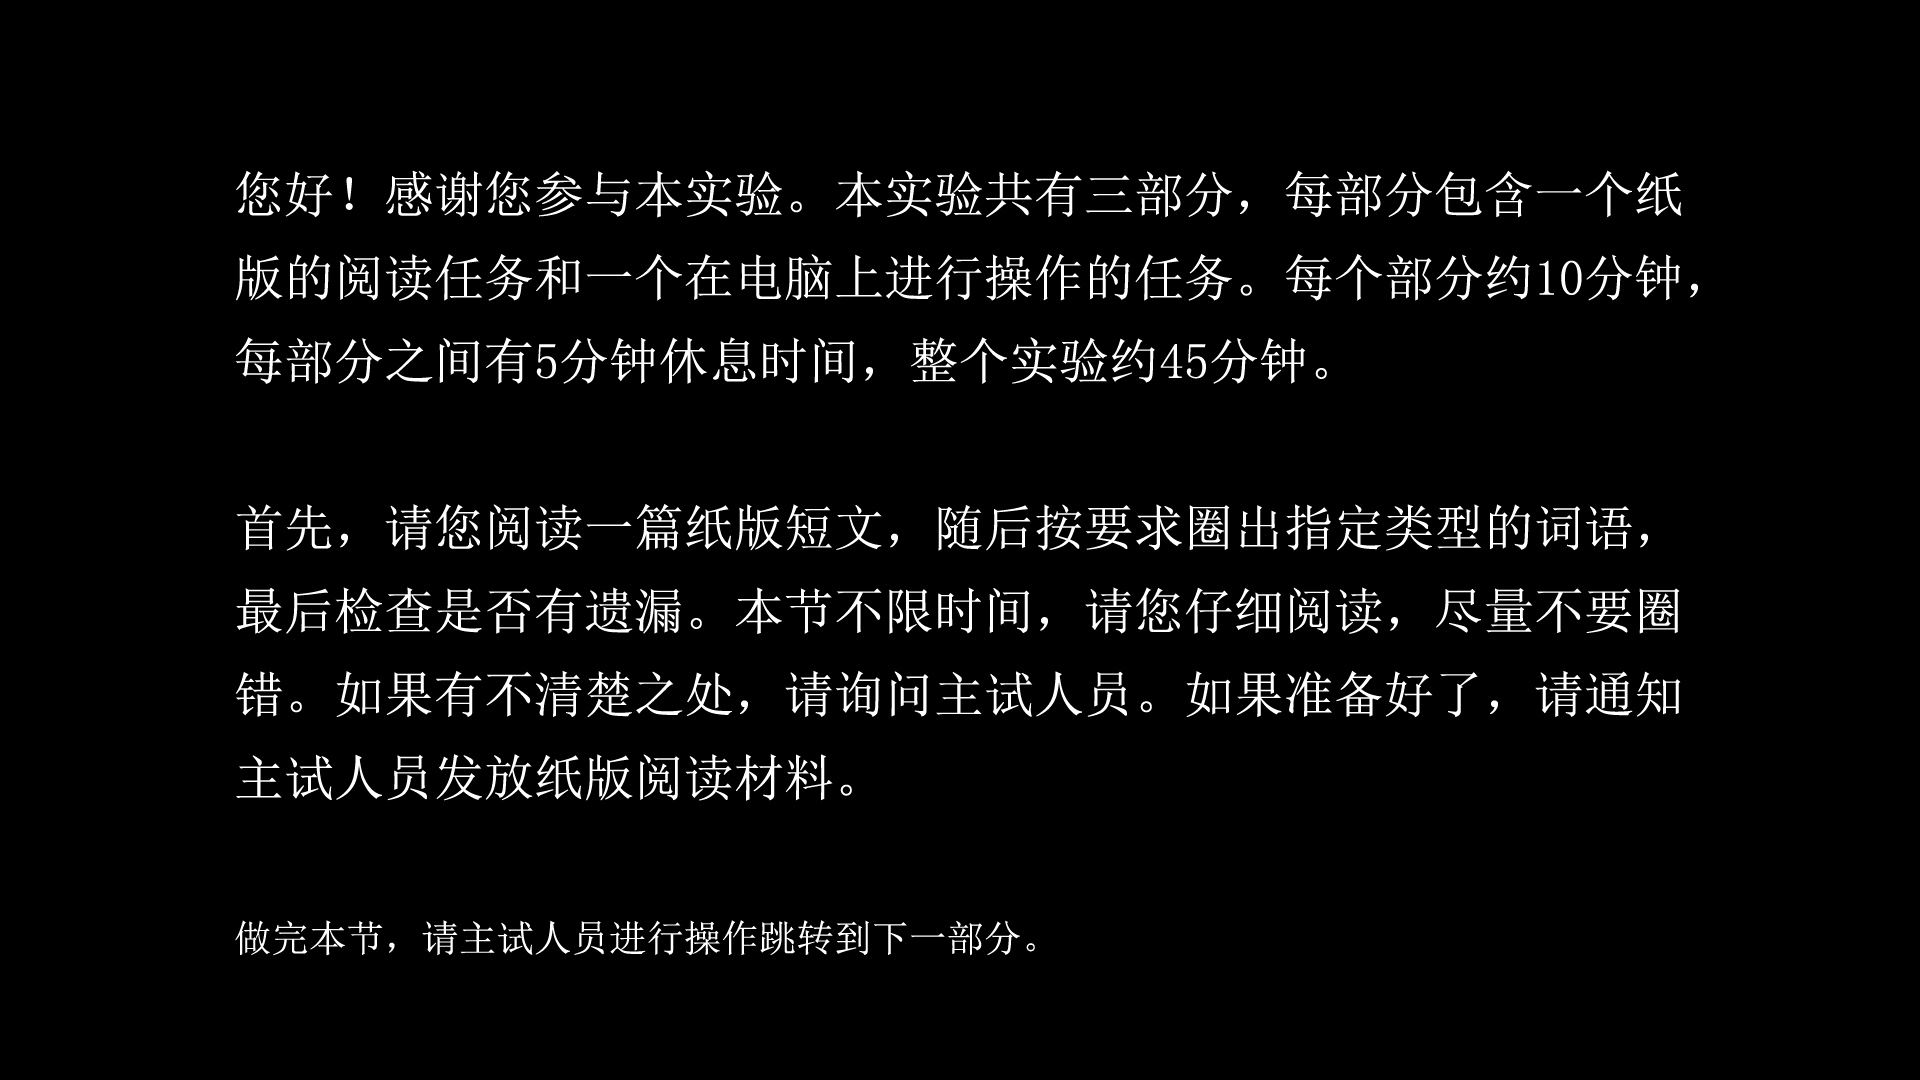 您好！感谢您参与本实验。本实验共有三部分，每部分包含一个纸
版的阅读任务和一个在电脑上进行操作的任务。每个部分约10分钟，
每部分之间有5分钟休息时间，整个实验约45分钟。
首先，请您阅读一篇纸版短文，随后按要求圈出指定类型的词语，
最后检查是否有遗漏。本节不限时间，请您仔细阅读，尽量不要圈
错。如果有不清楚之处，请询问主试人员。如果准备好了，请通知
主试人员发放纸版阅读材料。
做完本节，请主试人员进行操作跳转到下一部分。